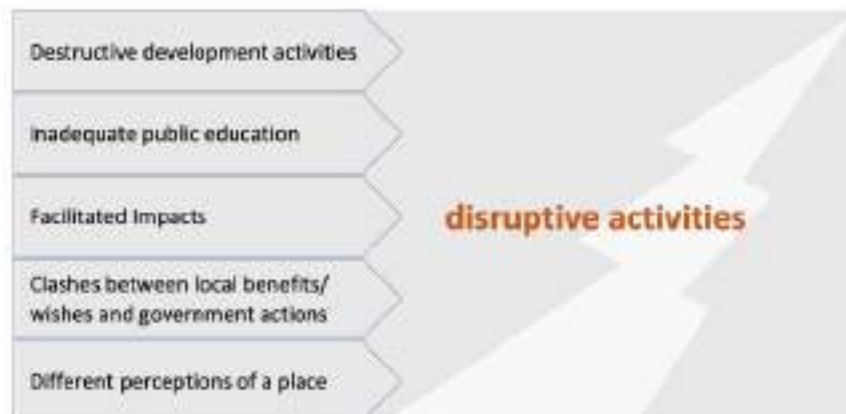 Destructive development activities
Inadequate public education
Facilitated Impacts
Clashes between local benefits/
wishes and government actions
Different perceptions of a place
disruptive activities